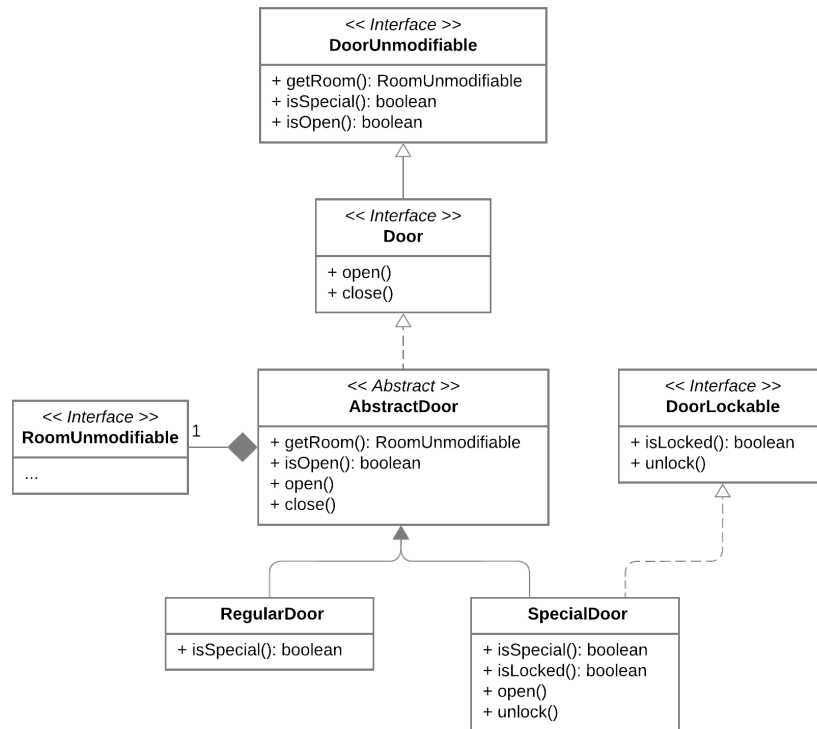 << Interface >>
DoorUnmodifiable
+ getRoom(): RoomUnmodifiable
+ isSpecial(): boolean
+ isOpen(): boolean
<< Interface >>
Door
+ open()
+ close()
<< Interface >>
RoomUnmodifiable
...
1
<< Abstract >>
AbstractDoor
+ getRoom(): RoomUnmodifiable
+ isOpen(): boolean
+ open()
+ close()
<< Interface >>
DoorLockable
+ isLocked(): boolean
+ unlock()
RegularDoor
+ isSpecial(): boolean
SpecialDoor
+ isSpecial(): boolean
+ isLocked(): boolean
+ open()
+ unlock()